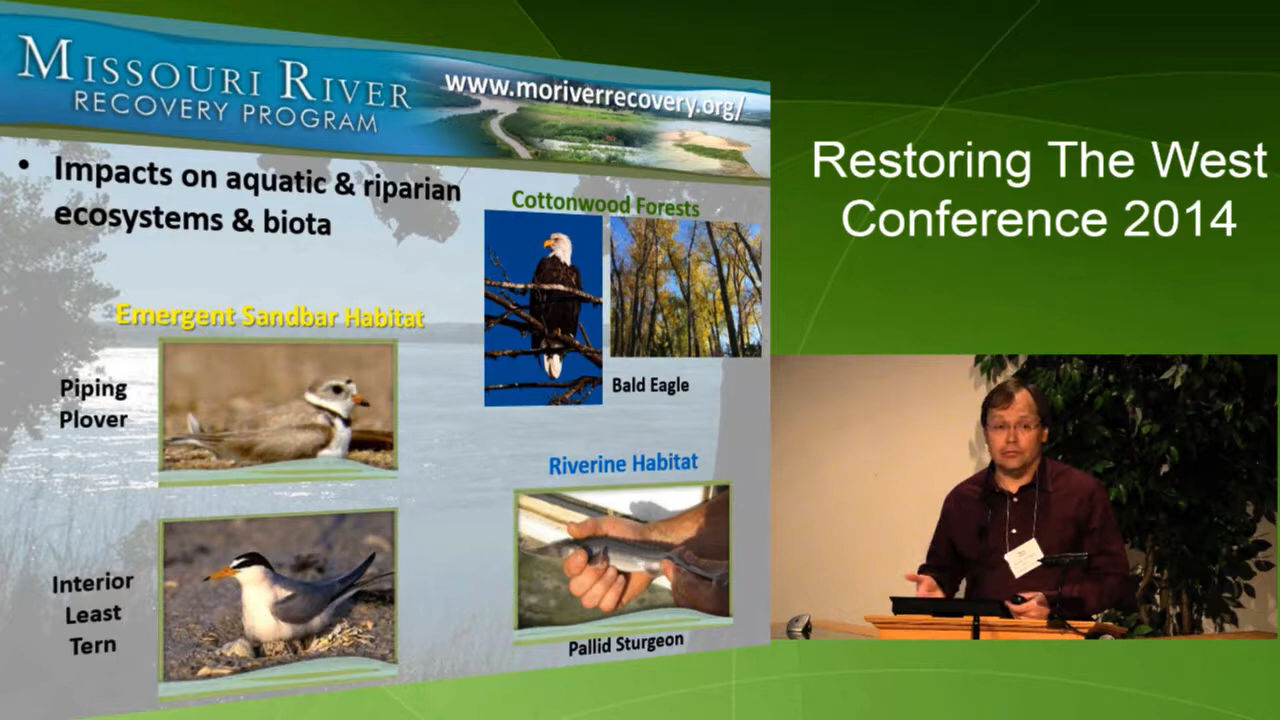 MISSOURI RIVER
RECOVERY PROGRAM
www.moriverrecovery.org/
• Impacts on aquatic & riparian
ecosystems & biota
Cottonwood Forests
Emergent Sandbar Habitat
Piping
Plover
Bald Eagle
Riverine Habitat
Interior
Least
Tern
Pallid Sturgeon
Restoring The West
Conference 2014